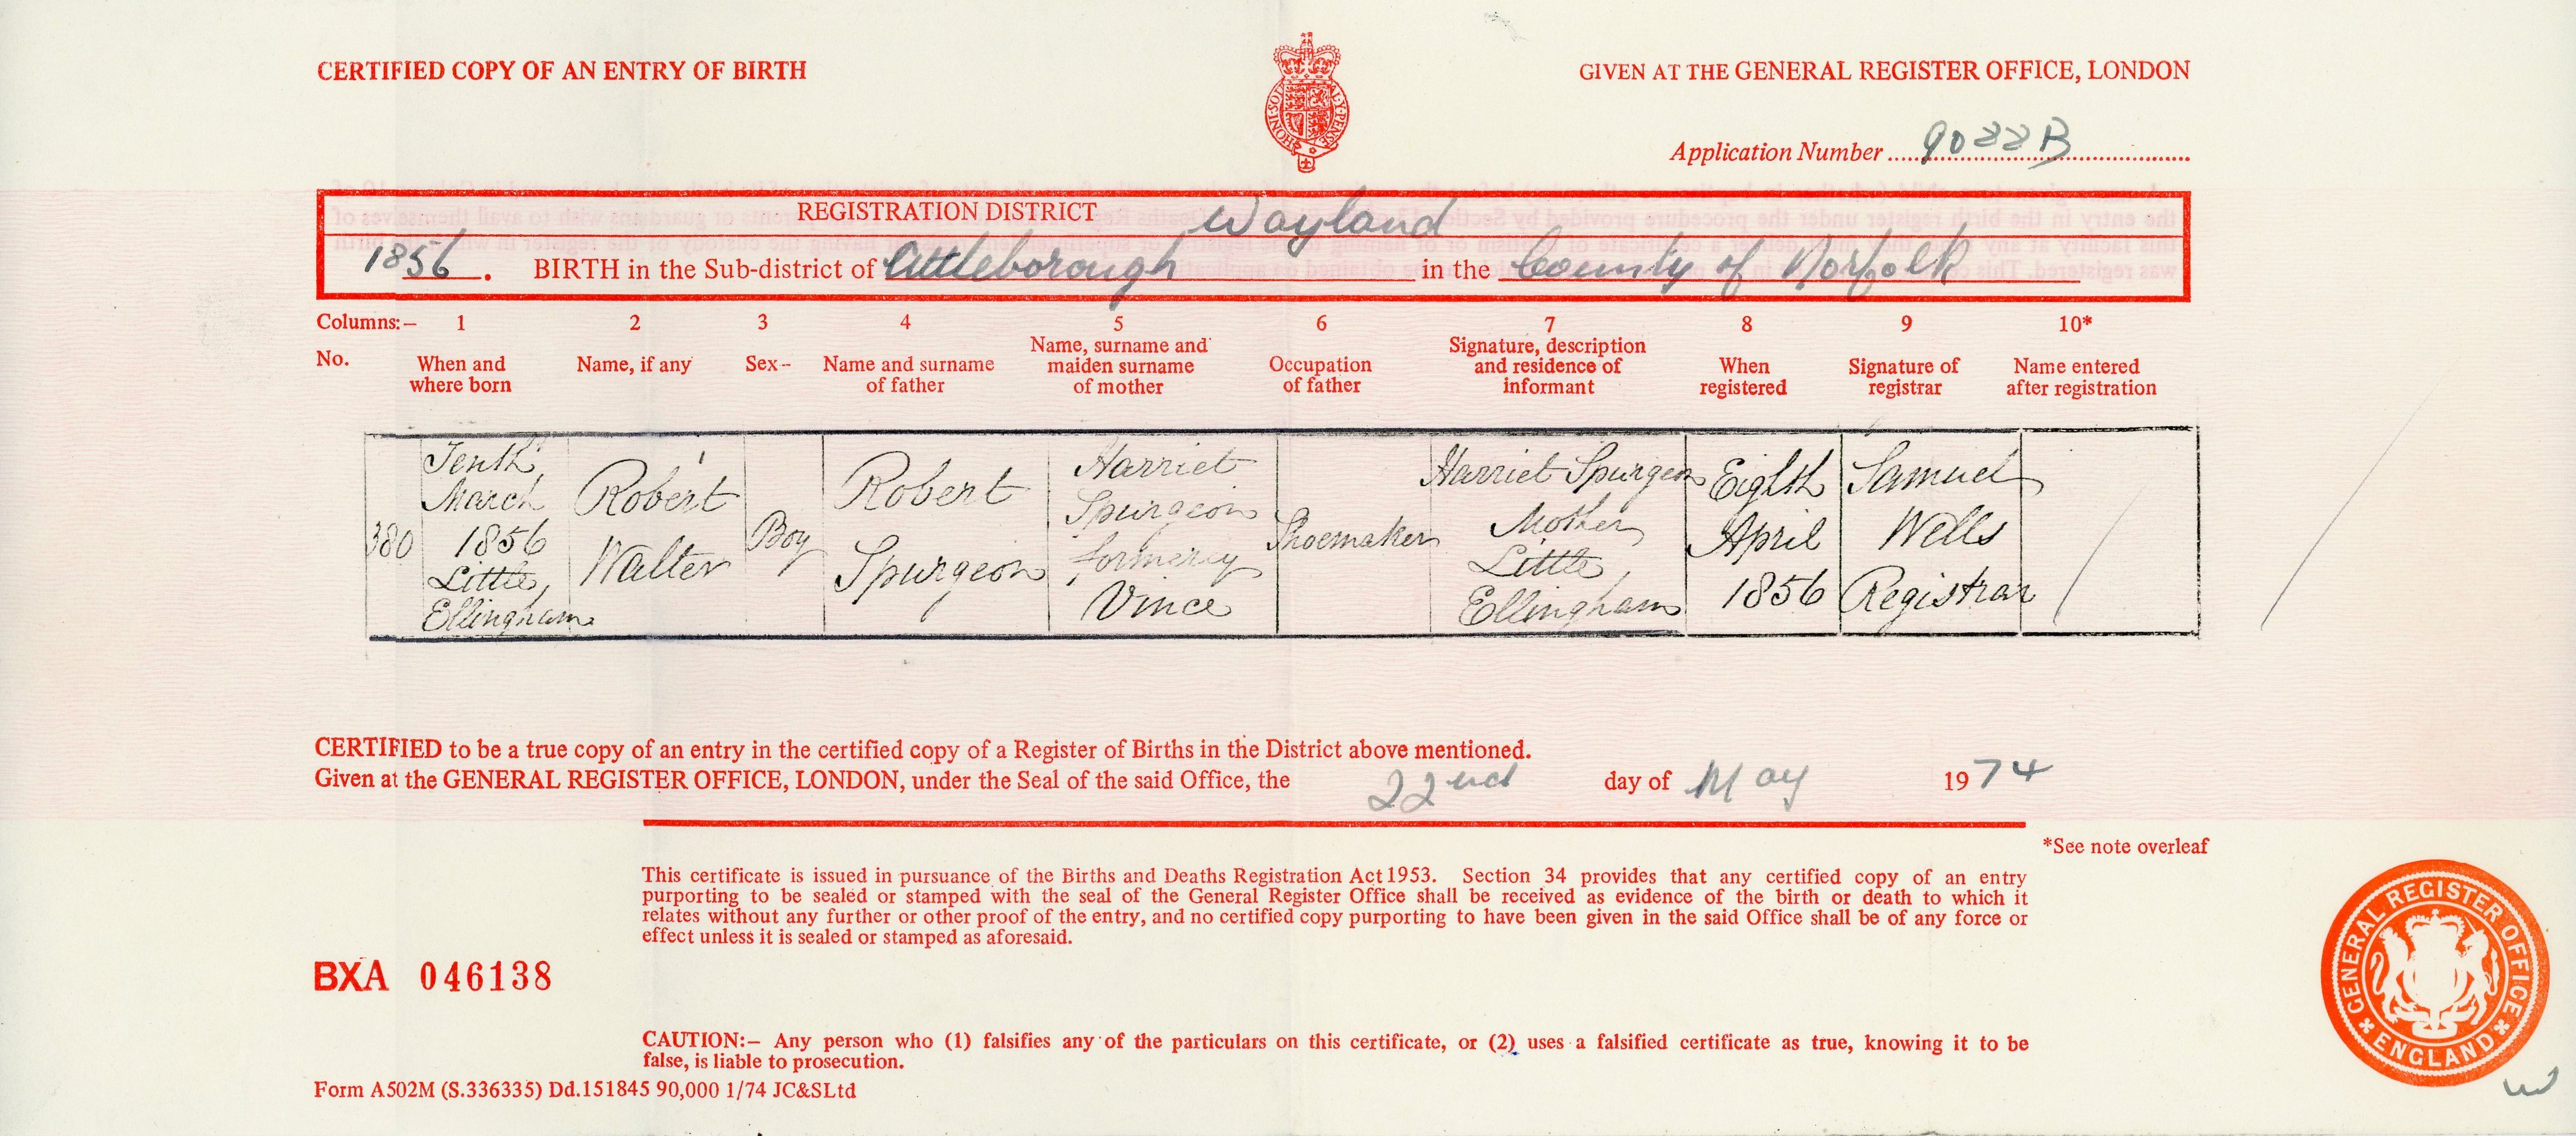 CERTIFIED COPY OF AN ENTRY OF BIRTH
GIVEN AT THE GENERAL REGISTER OFFICE, LONDON
Application Number 9022B
REGISTRATION DISTRICT Wayland
1856. BIRTH in the Sub-district of Attleborough in the County of Norfolk
Columns:– 1 2 3 4 5 6 7 8 9 10*
No.
When and
where born
Name, if any
Sex-
Name and surname
of father
Name, surname and
maiden surname
of mother
Occupation
of father
Signature, description
and residence of
informant
When
registered
Signature of
registrar
Name entered
after registration
380
Tenth
March
1856
Little
Ellingham
Robert
Walter
Boy
Robert
Spurgeon
Harriet
Spurgeon
formerly
Vince
Shoemaker
Harriet Spurgeon
Mother
Little
Ellingham
Eighth
April
1856
Samuel
Wells
Registrar
CERTIFIED to be a true copy of an entry in the certified copy of a Register of Births in the District above mentioned.
Given at the GENERAL REGISTER OFFICE, LONDON, under the Seal of the said Office, the 22nd day of May 1974
*See note overleaf
This certificate is issued in pursuance of the Births and Deaths Registration Act 1953. Section 34 provides that any certified copy of an entry
purporting to be sealed or stamped with the seal of the General Register Office shall be received as evidence of the birth or death to which it
relates without any further or other proof of the entry, and no certified copy purporting to have been given in the said Office shall be of any force or
effect unless it is sealed or stamped as aforesaid.
BXA 046138
GENERAL REGISTER OFFICE
ENGLAND
CAUTION:– Any person who (1) falsifies any of the particulars on this certificate, or (2) uses a falsified certificate as true, knowing it to be
false, is liable to prosecution.
Form A502M (S.336335) Dd.151845 90,000 1/74 JC&SLtd